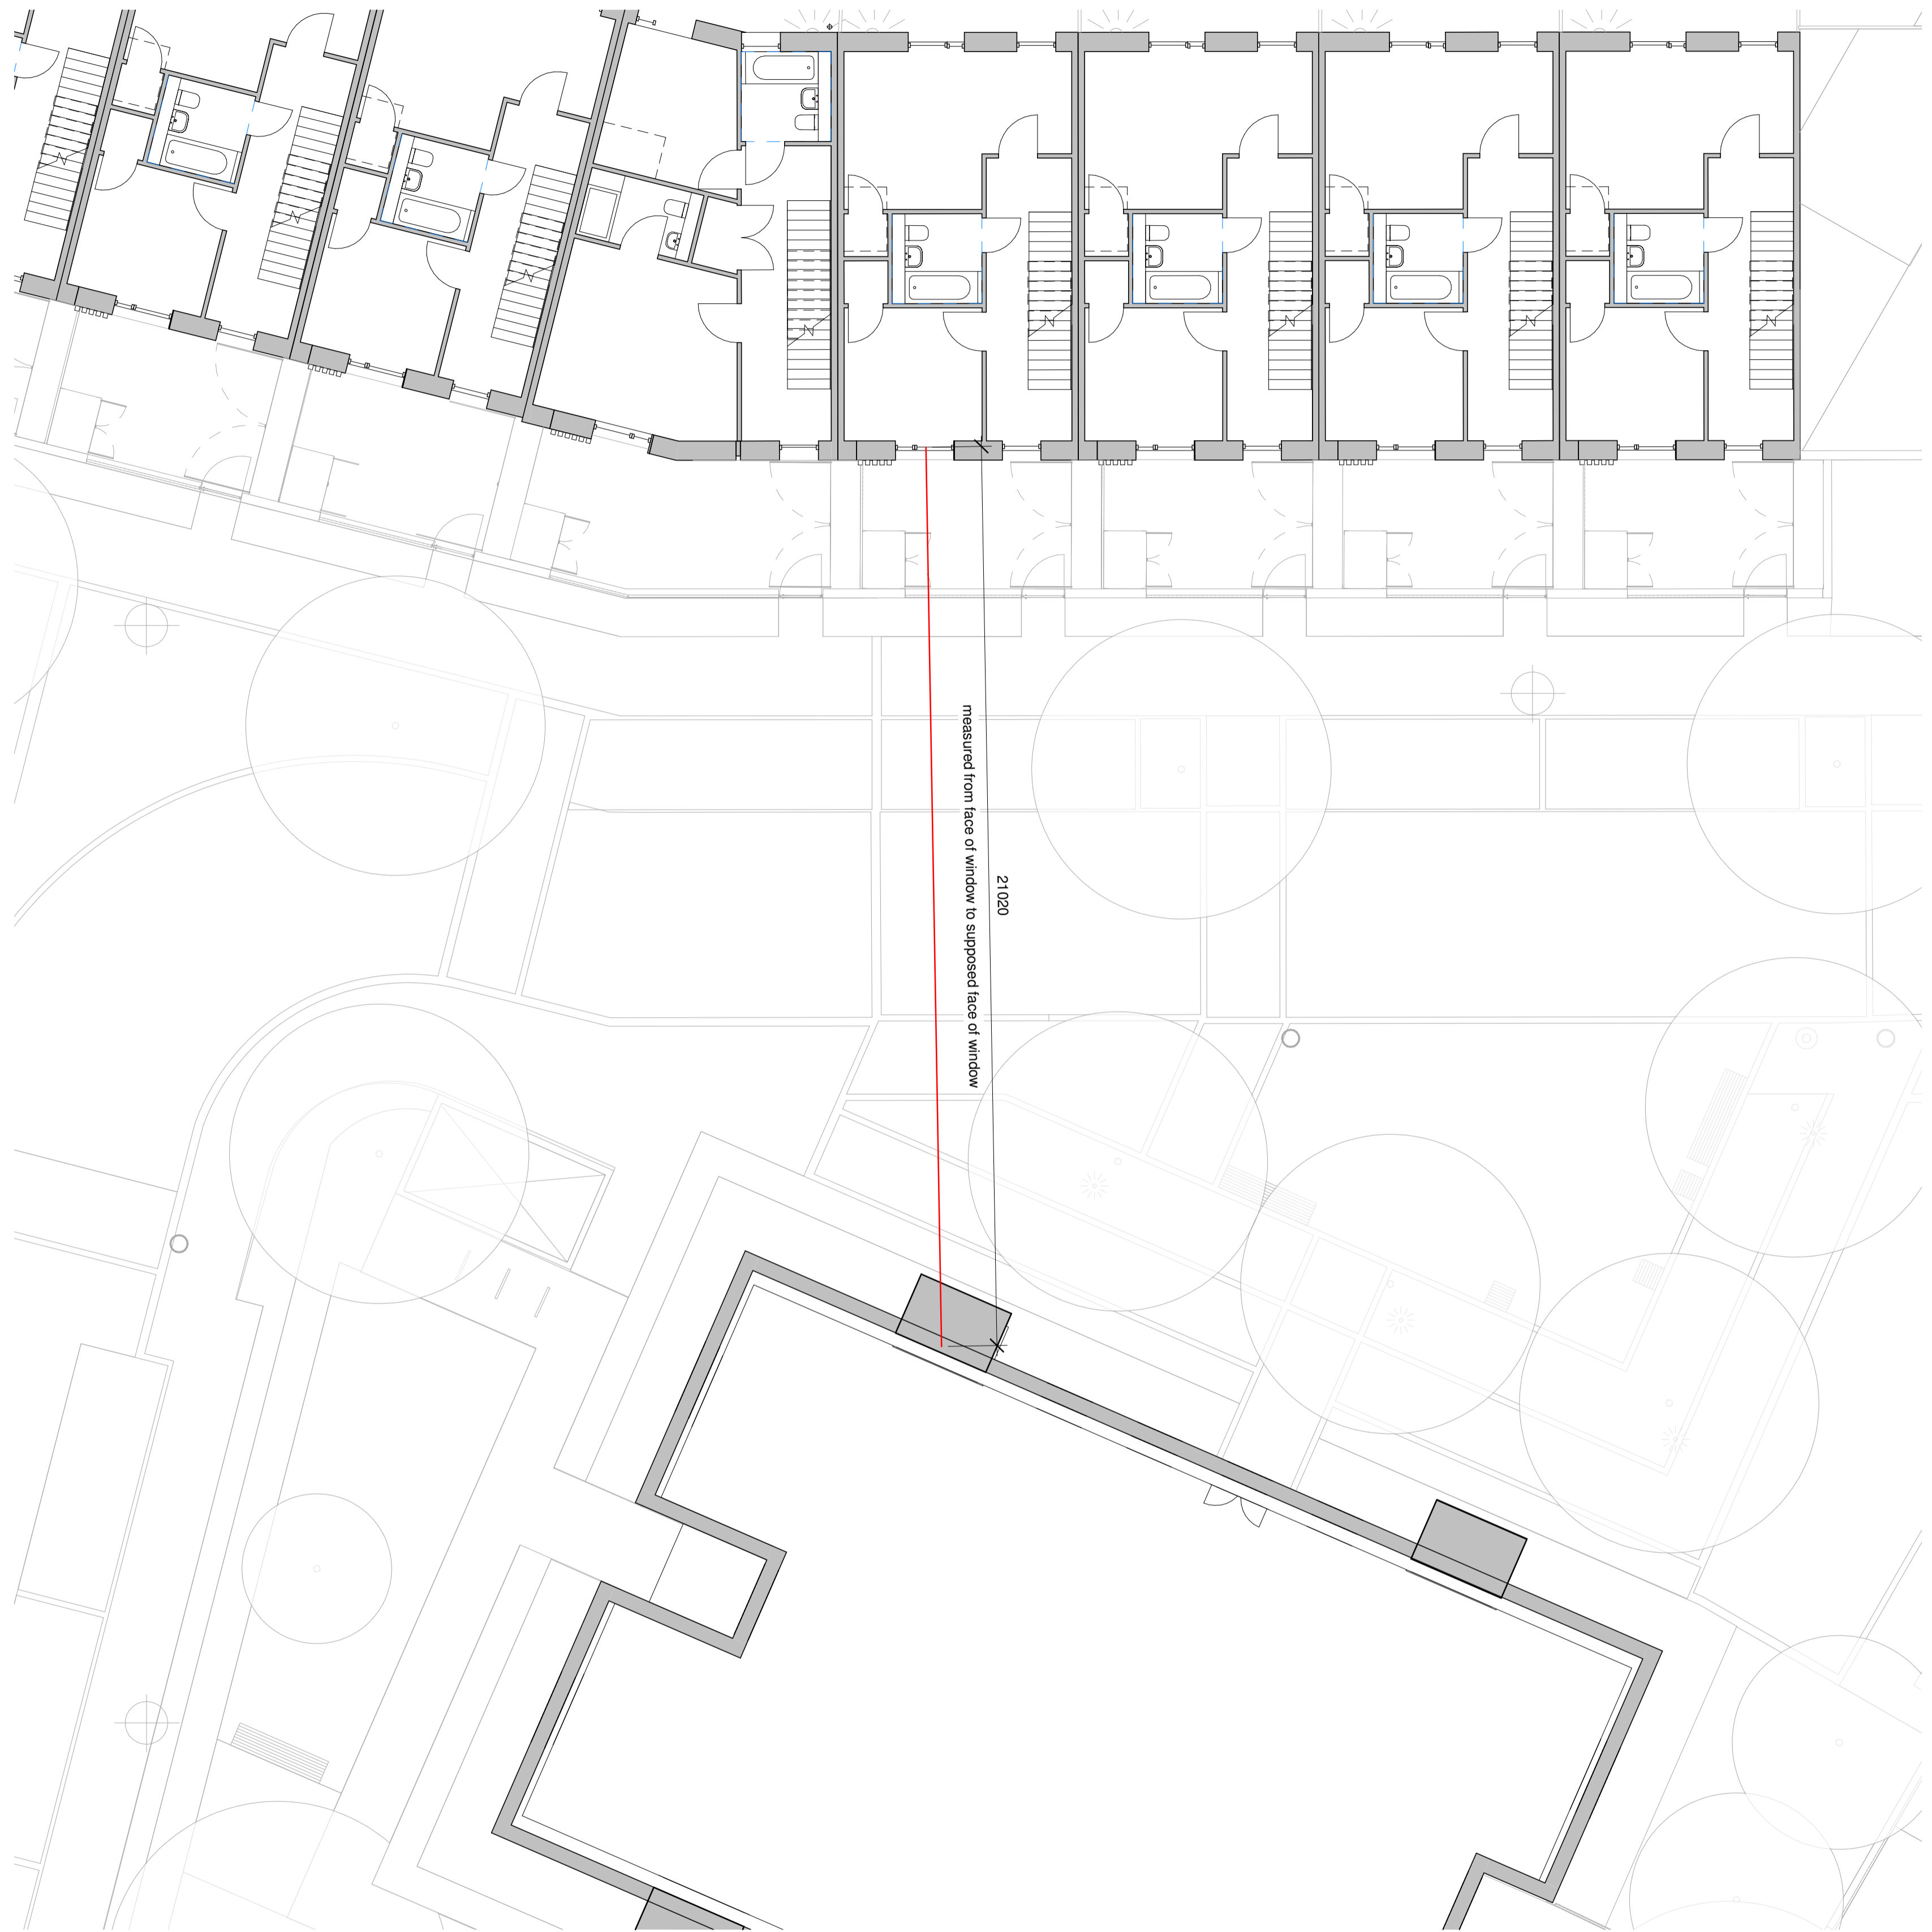 21020
measured from face of window to supposed face of window